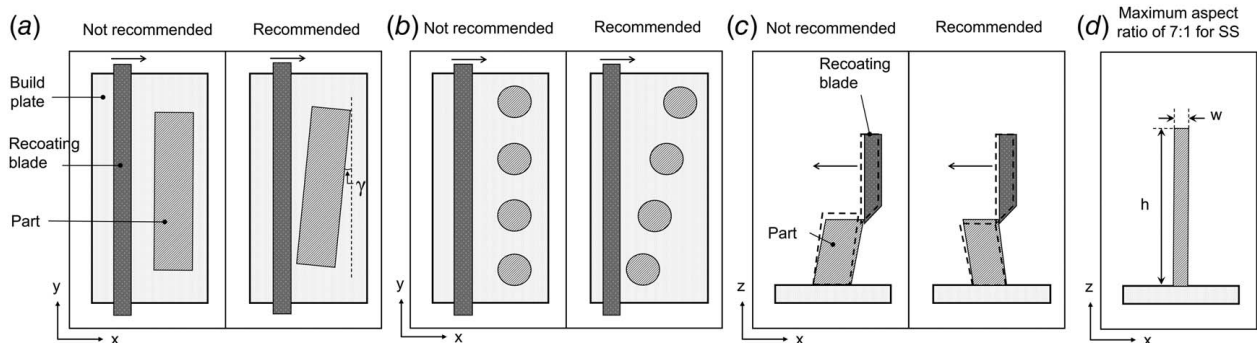 (a)
Not recommended
Recommended
Build
plate
Recoating
blade
Part
γ
y
x
(b)
Not recommended
Recommended
y
x
x
(c)
Not recommended
Recommended
Recoating
blade
Part
z
x
x
(d)
Maximum aspect
ratio of 7:1 for SS
w
h
z
x